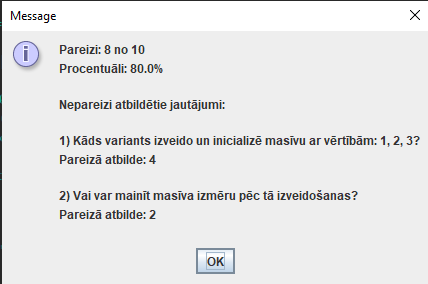 Message
Pareizi: 8 no 10
Procentuāli: 80.0%
Nepareizi atbildētie jautājumi:
1) Kāds variants izveido un inicializē masīvu ar vērtībām: 1, 2, 3?
Pareizā atbilde: 4
2) Vai var mainīt masīva izmēru pēc tā izveidošanas?
Pareizā atbilde: 2
OK